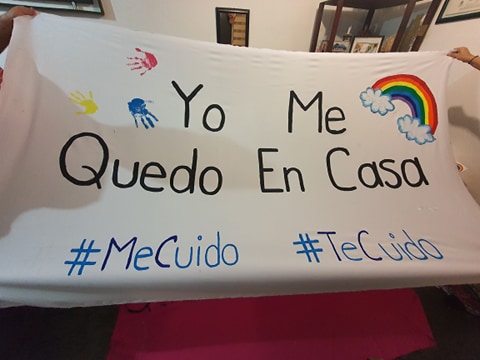 Yo Me
Quedo En Casa
#MeCuido #TeCuido